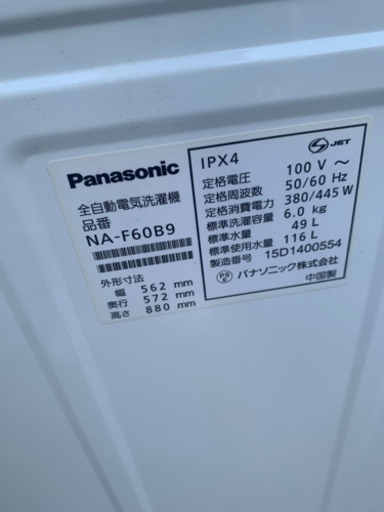 Panasonic
全自動電気洗濯機
品番
NA-F60B9
外形寸法
幅 562 mm
奥行 572 mm
高さ 880 mm
IPX4
S JET
定格電圧 100 V ～
定格周波数 50/60 Hz
定格消費電力 380/445 W
標準洗濯容量 6.0 kg
標準水量 49 L
標準使用水量 116 L
製造番号 15D1400554
パナソニック株式会社
中国製